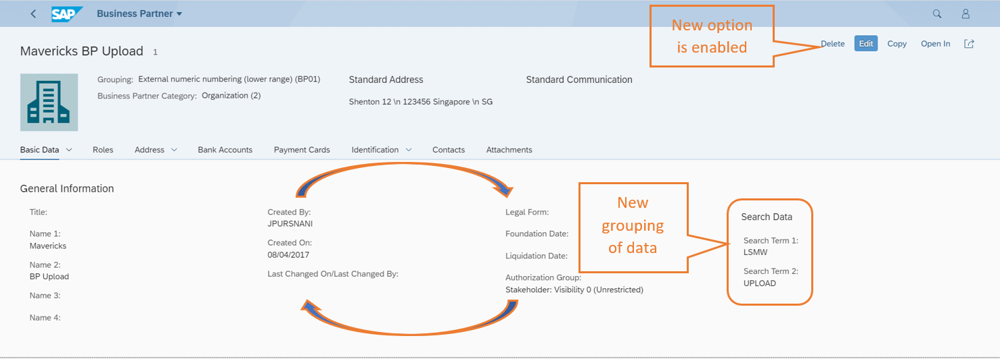 SAP Business Partner
New option
is enabled
Delete Edit Copy Open In
Mavericks BP Upload 1
Grouping: External numeric numbering (lower range) (BP01)
Business Partner Category: Organization (2)
Standard Address
Shenton 12 \n 123456 Singapore \n SG
Standard Communication
Basic Data Roles Address Bank Accounts Payment Cards Identification Contacts Attachments
General Information
Title:
Name 1:
Mavericks
Name 2:
BP Upload
Name 3:
Name 4:
Created By:
JPURSNANI
Created On:
08/04/2017
Last Changed On/Last Changed By:
Legal Form:
Foundation Date:
Liquidation Date:
Authorization Group:
Stakeholder: Visibility 0 (Unrestricted)
New
grouping
of data
Search Data
Search Term 1:
LSMW
Search Term 2:
UPLOAD